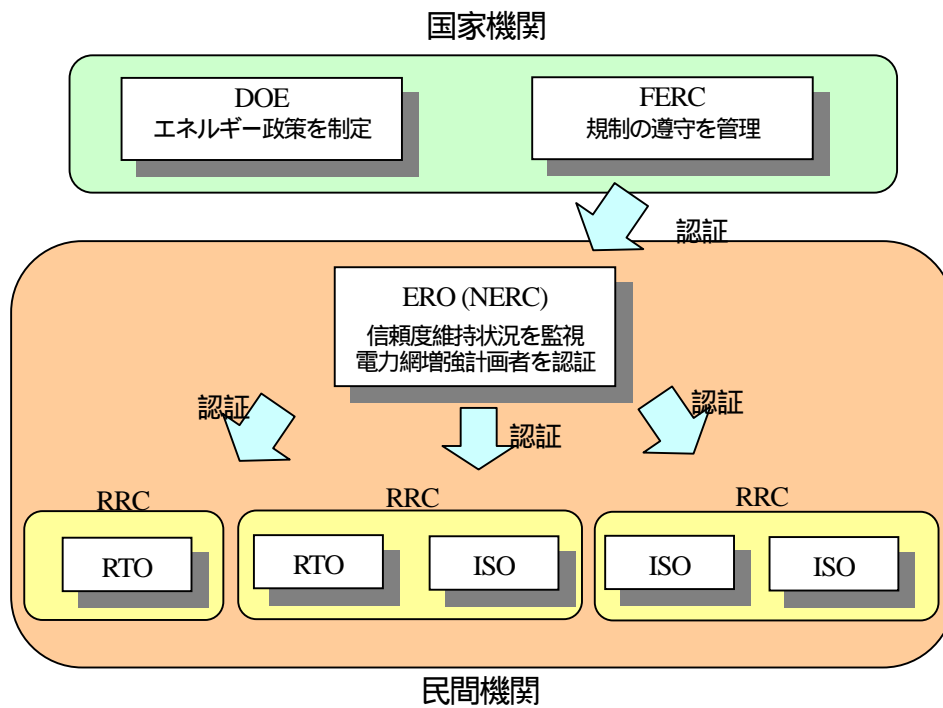 国家機関
DOE
エネルギー政策を制定
FERC
規制の遵守を管理
認証
ERO (NERC)
信頼度維持状況を監視
電力網増強計画者を認証
認証
認証
認証
RRC
RTO
RRC
RTO
ISO
RRC
ISO
ISO
民間機関